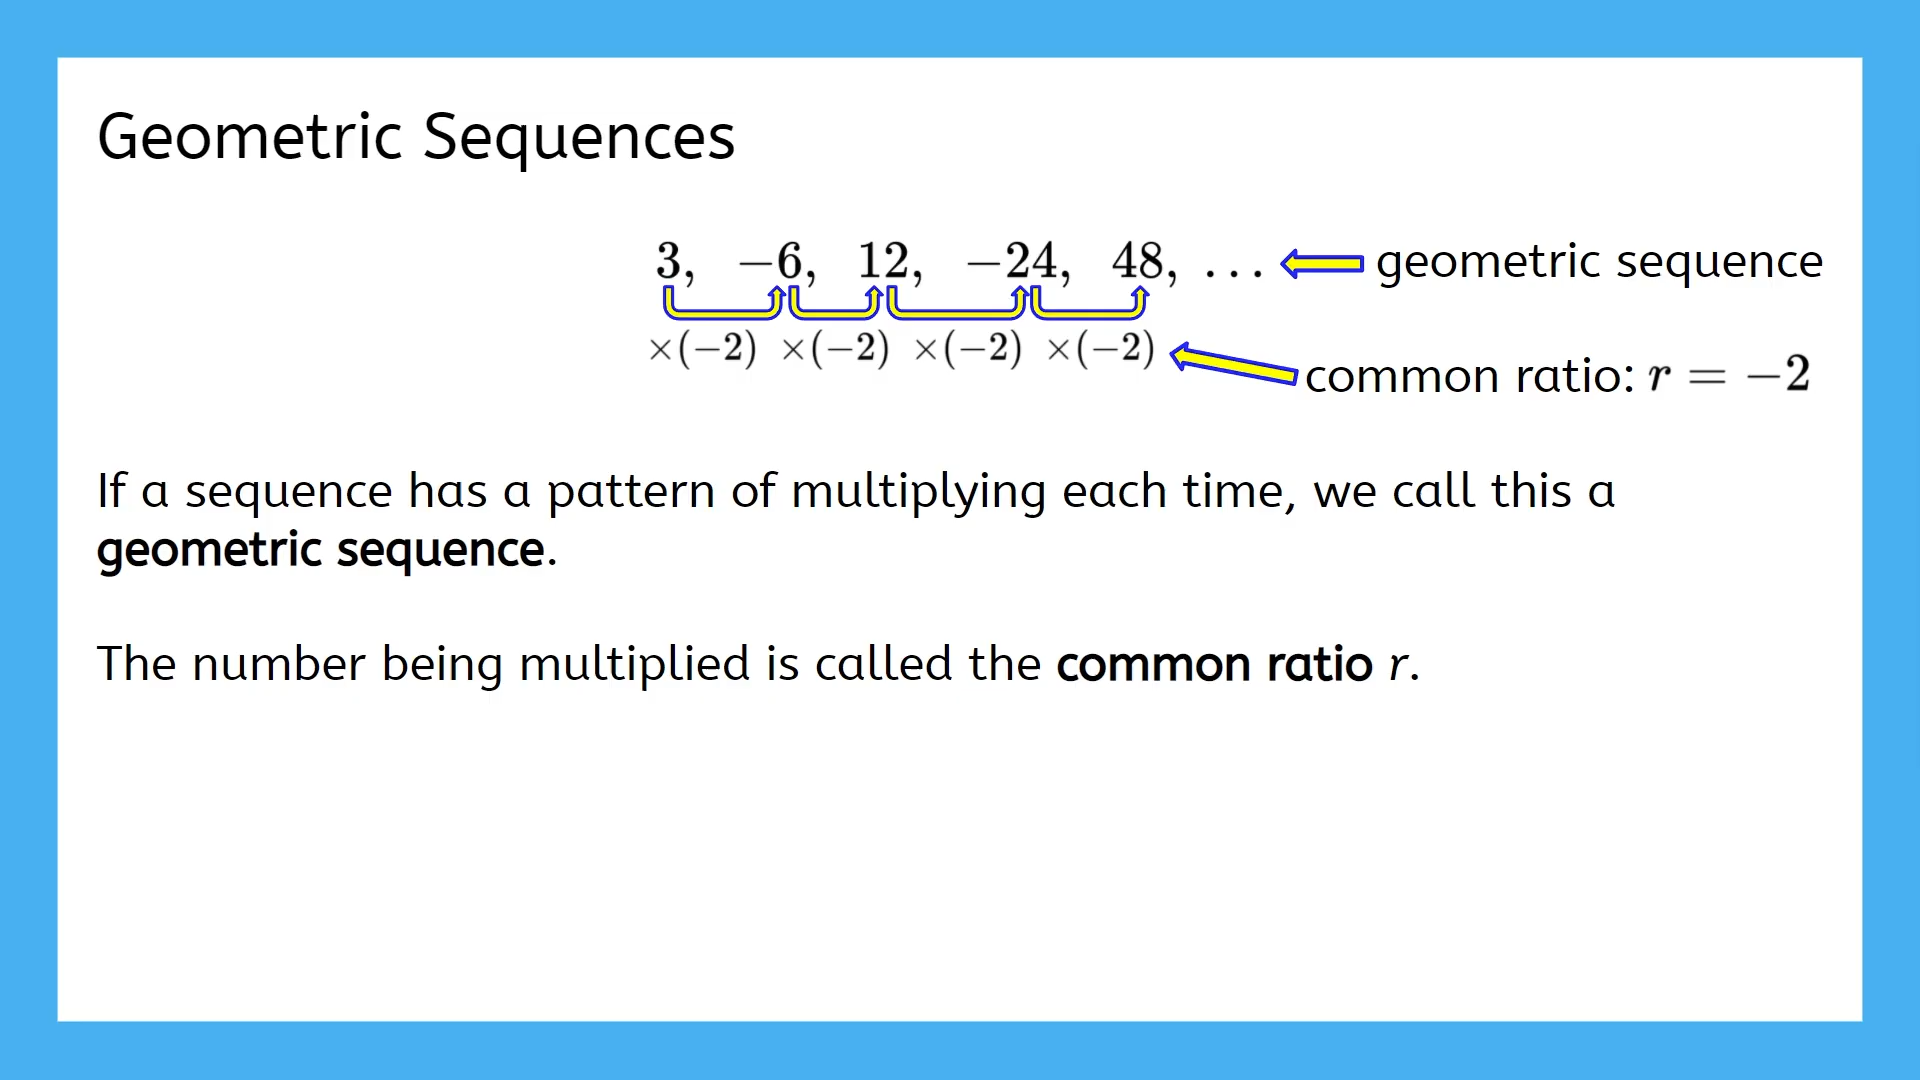 Geometric Sequences
3, −6, 12, −24, 48, ... geometric sequence
×(−2) ×(−2) ×(−2) ×(−2)
common ratio: r = −2
If a sequence has a pattern of multiplying each time, we call this a
geometric sequence.
The number being multiplied is called the common ratio r.